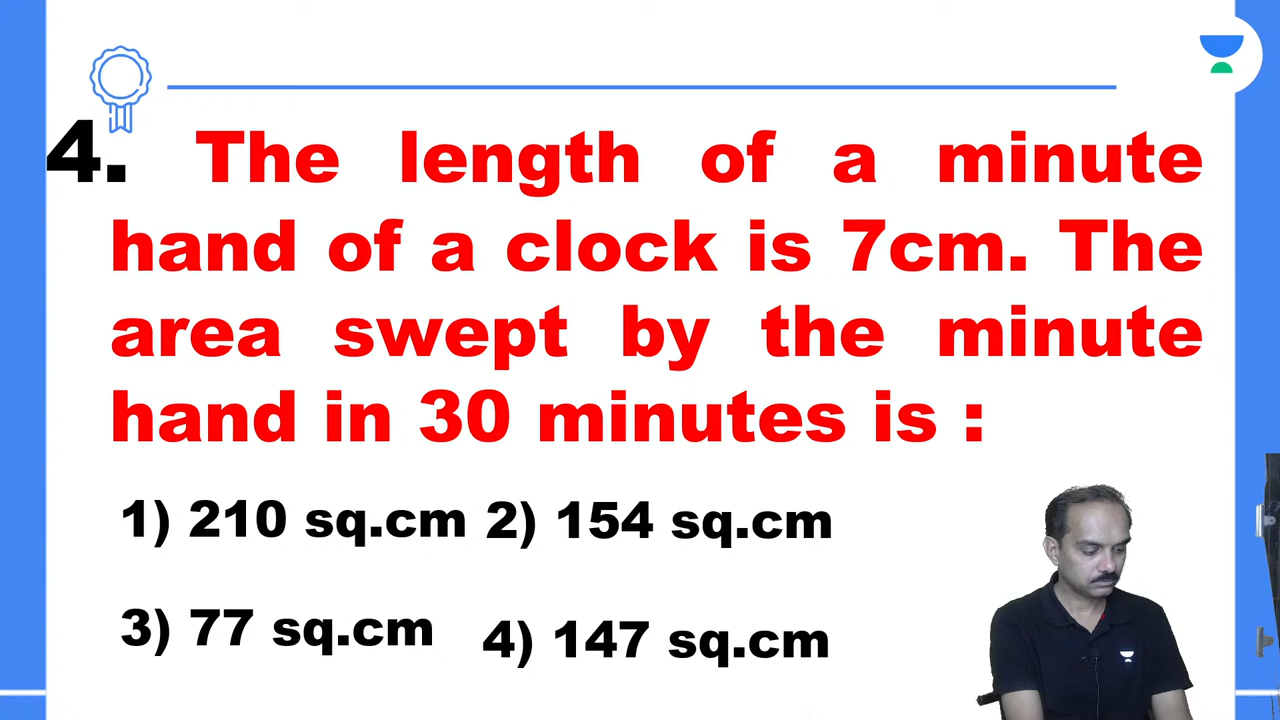 4. The length of a minute
hand of a clock is 7cm. The
area swept by the minute
hand in 30 minutes is :
1) 210 sq.cm 2) 154 sq.cm
3) 77 sq.cm 4) 147 sq.cm